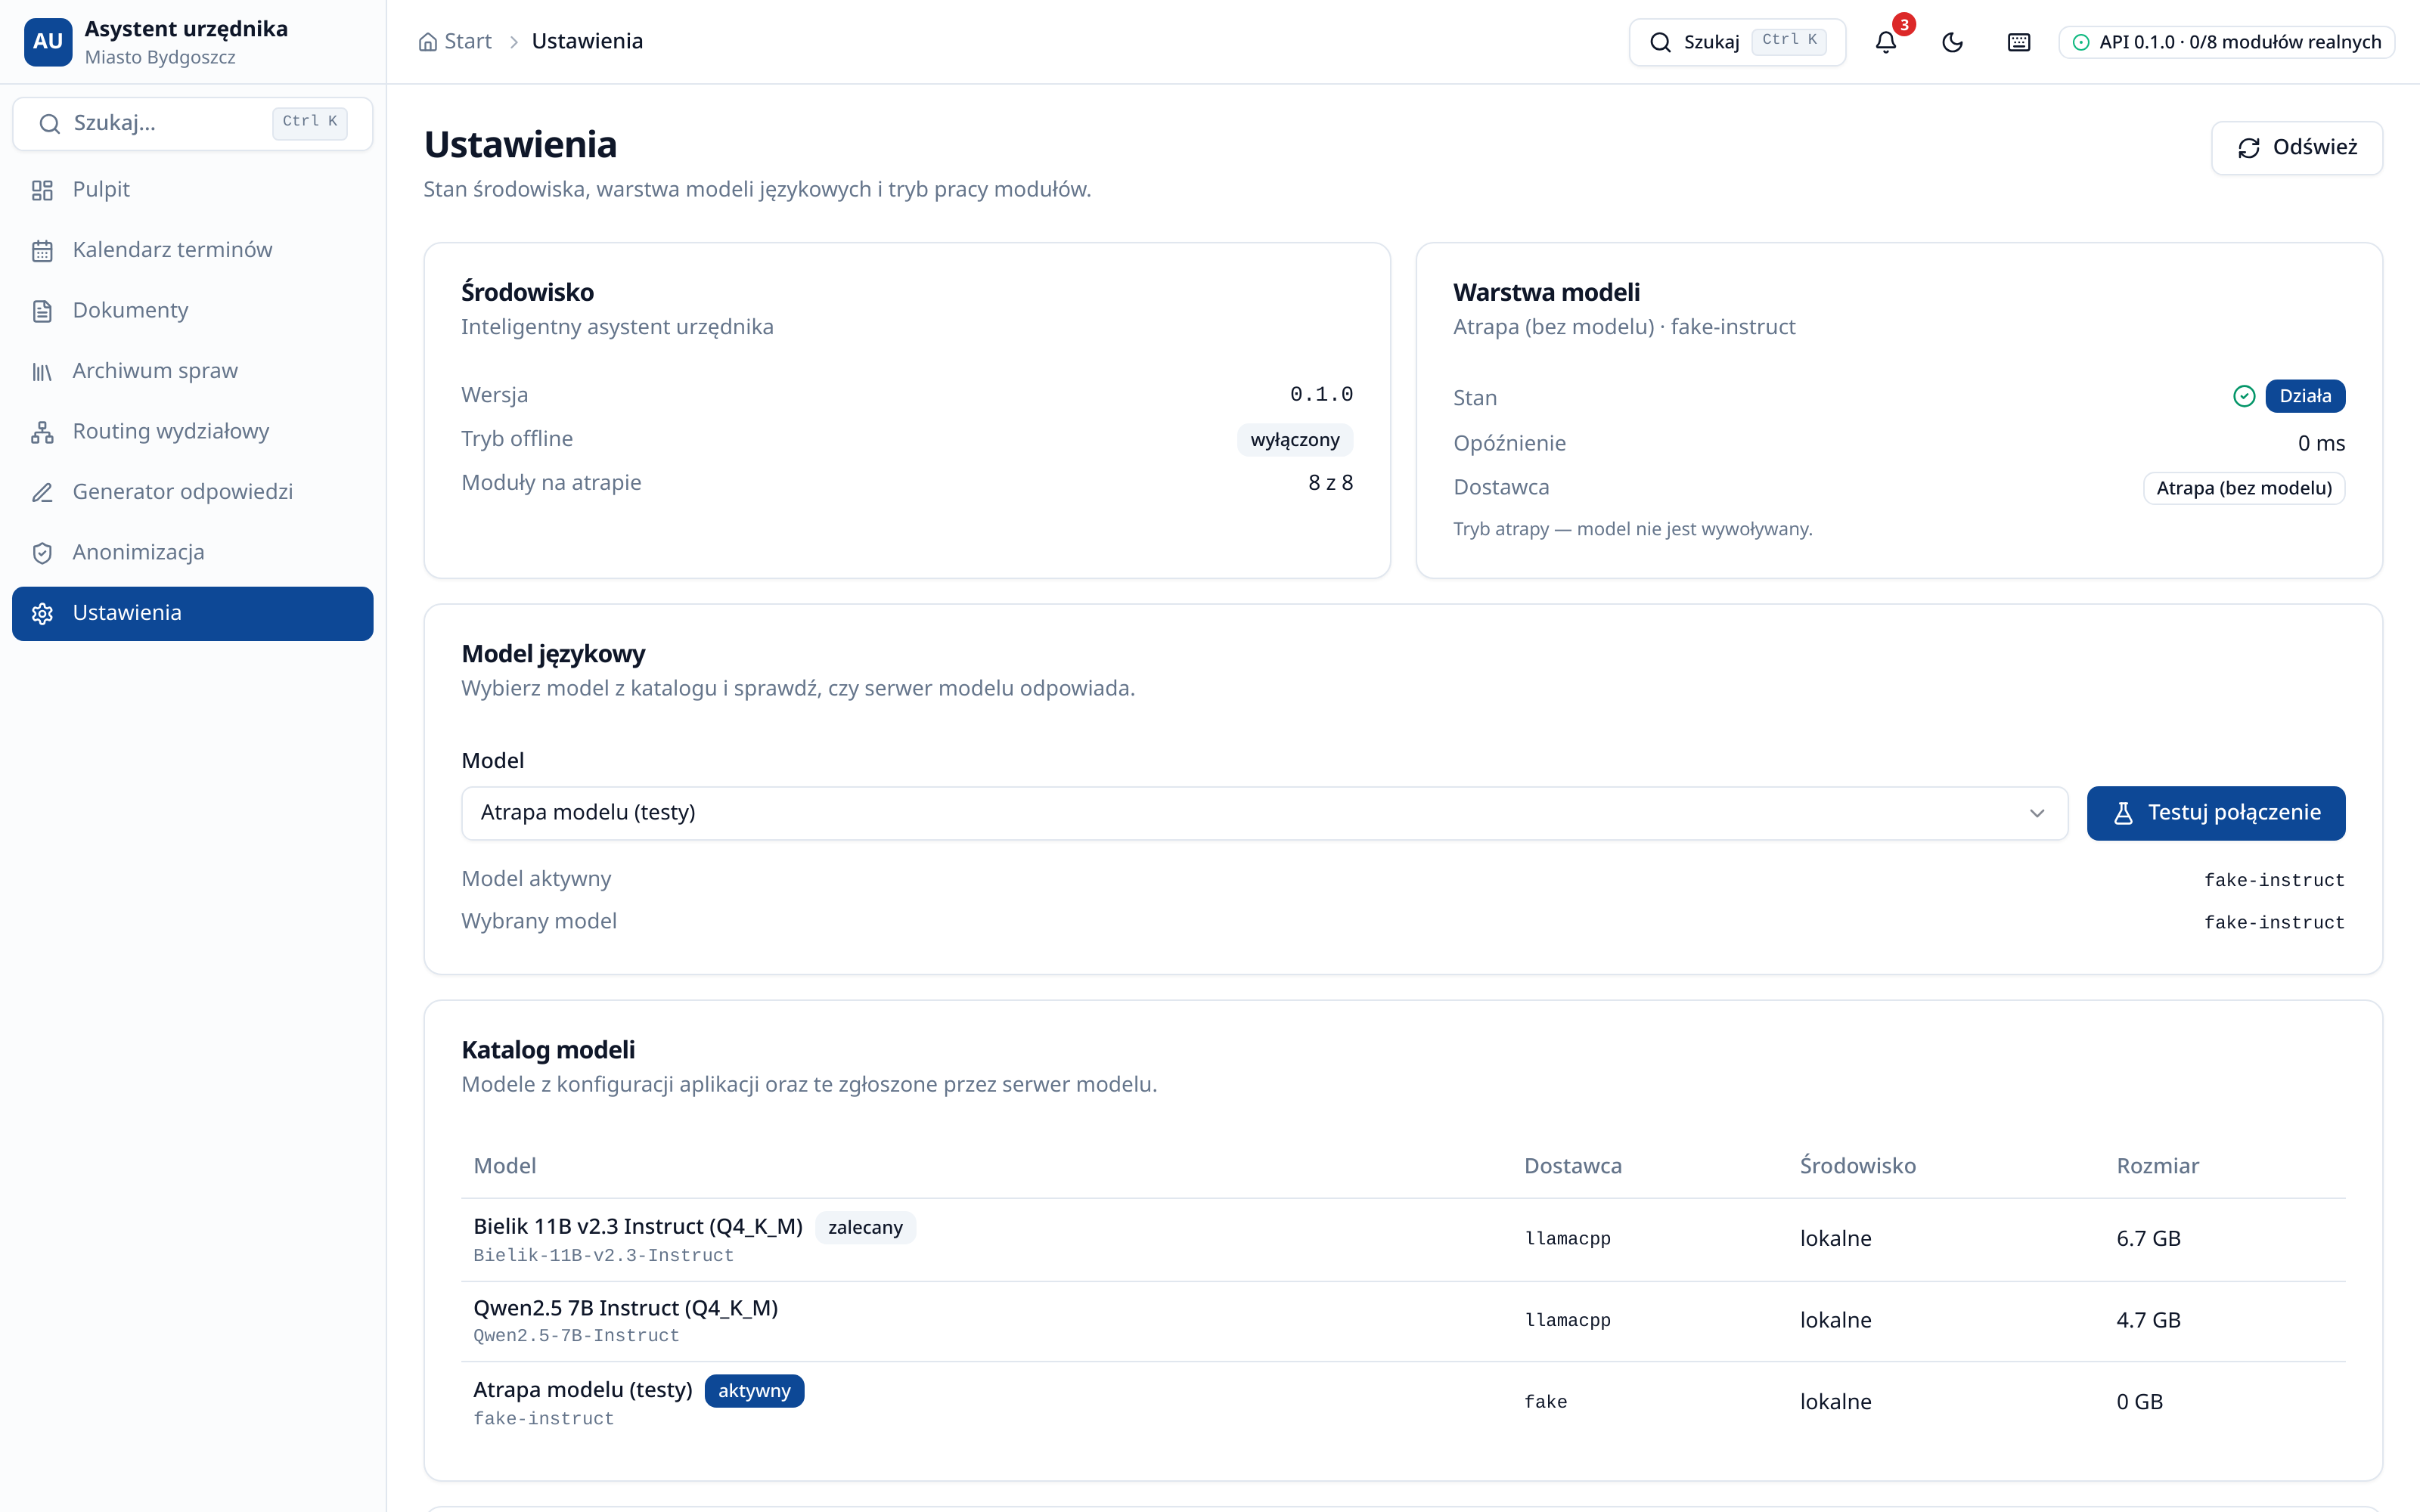 AU
Asystent urzędnika
Miasto Bydgoszcz
Start
Ustawienia
Szukaj
Ctrl K
3
API 0.1.0 · 0/8 modułów realnych
Szukaj...
Ctrl K
Pulpit
Kalendarz terminów
Dokumenty
Archiwum spraw
Routing wydziałowy
Generator odpowiedzi
Anonimizacja
Ustawienia
Ustawienia
Stan środowiska, warstwa modeli językowych i tryb pracy modułów.
Odśwież
Środowisko
Inteligentny asystent urzędnika
Wersja 0.1.0
Tryb offline wyłączony
Moduły na atrapie 8 z 8
Warstwa modeli
Atrapa (bez modelu) · fake-instruct
Stan Działa
Opóźnienie 0 ms
Dostawca Atrapa (bez modelu)
Tryb atrapy — model nie jest wywoływany.
Model językowy
Wybierz model z katalogu i sprawdź, czy serwer modelu odpowiada.
Model
Atrapa modelu (testy)
Testuj połączenie
Model aktywny fake-instruct
Wybrany model fake-instruct
Katalog modeli
Modele z konfiguracji aplikacji oraz te zgłoszone przez serwer modelu.
Model Dostawca Środowisko Rozmiar
Bielik 11B v2.3 Instruct (Q4_K_M) zalecany
Bielik-11B-v2.3-Instruct
llamacpp lokalne 6.7 GB
Qwen2.5 7B Instruct (Q4_K_M)
Qwen2.5-7B-Instruct
llamacpp lokalne 4.7 GB
Atrapa modelu (testy) aktywny
fake-instruct
fake lokalne 0 GB